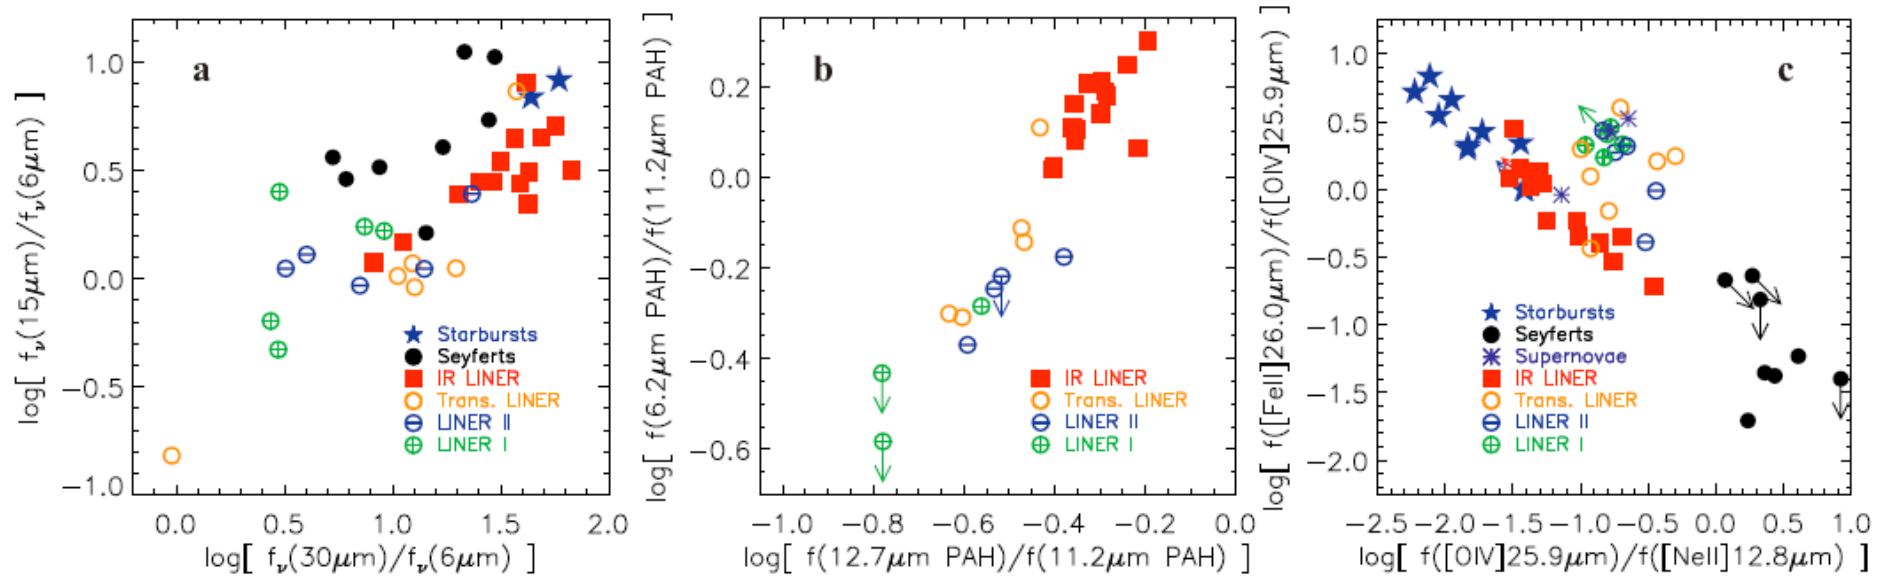 a
log[ fν(15μm)/fν(6μm) ]
1.0
0.5
0.0
−0.5
−1.0
Starbursts
Seyferts
IR LINER
Trans. LINER
LINER II
LINER I
0.0 0.5 1.0 1.5 2.0
log[ fν(30μm)/fν(6μm) ]
b
log[ f(6.2μm PAH)/f(11.2μm PAH) ]
0.2
0.0
−0.2
−0.4
−0.6
IR LINER
Trans. LINER
LINER II
LINER I
−1.0 −0.8 −0.6 −0.4 −0.2 0.0
log[ f(12.7μm PAH)/f(11.2μm PAH) ]
c
log[ f([FeII]26.0μm)/f([OIV]25.9μm) ]
1.0
0.5
0.0
−0.5
−1.0
−1.5
−2.0
Starbursts
Seyferts
Supernovae
IR LINER
Trans. LINER
LINER II
LINER I
−2.5 −2.0 −1.5 −1.0 −0.5 0.0 0.5 1.0
log[ f([OIV]25.9μm)/f([NeII]12.8μm) ]